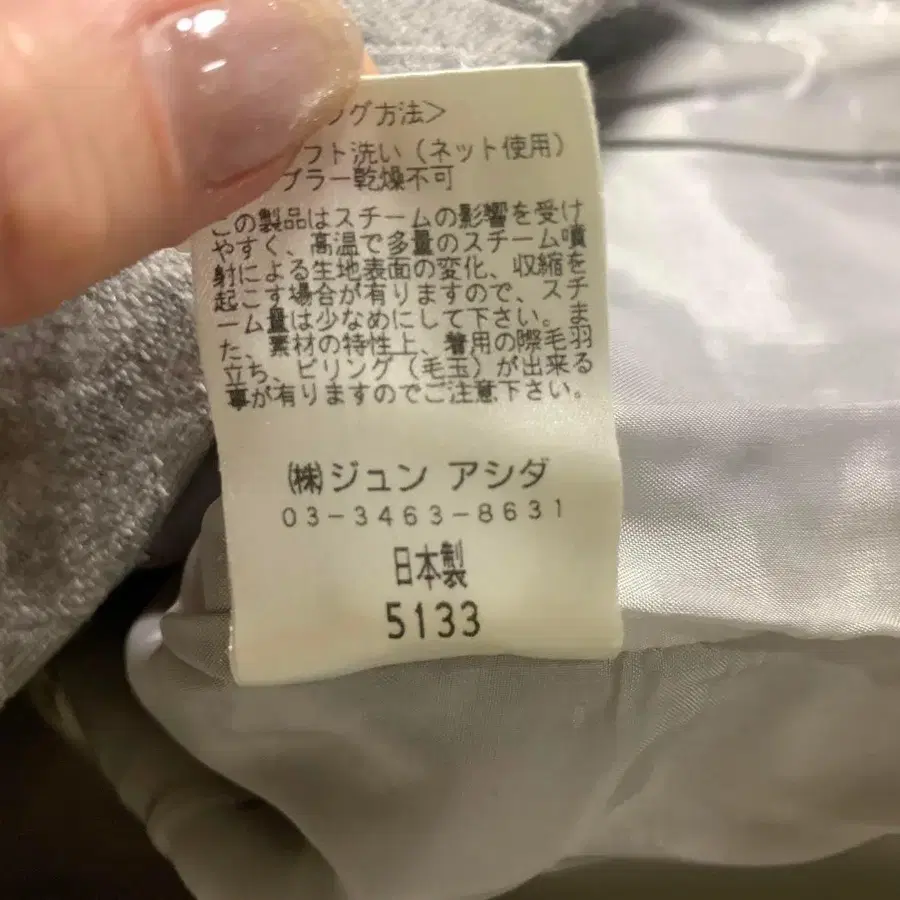 グ方法>
フト洗い（ネット使用）
ブラー乾燥不可
この製品はスチームの影響を受け
やすく、高温で多量のスチーム噴
射による生地表面の変化、収縮を
起こす場合が有りますので、スチ
ーム量は少なめにして下さい。ま
た、素材の特性上、着用の際毛羽
立ち、ピリング（毛玉）が出来る
事が有りますのでご注意下さい。
㈱ジュン アシダ
03-3463-8631
日本製
5133